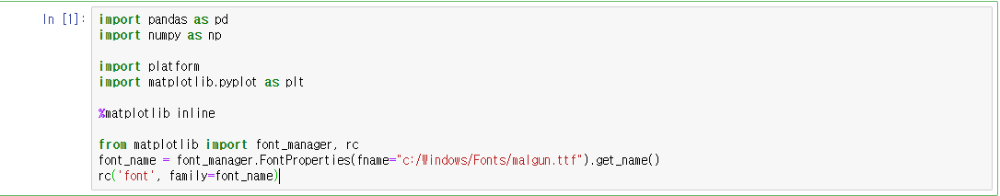 In [1]:
import pandas as pd
import numpy as np
import platform
import matplotlib.pyplot as plt
%matplotlib inline
from matplotlib import font_manager, rc
font_name = font_manager.FontProperties(fname="c:/Windows/Fonts/malgun.ttf").get_name()
rc('font', family=font_name)